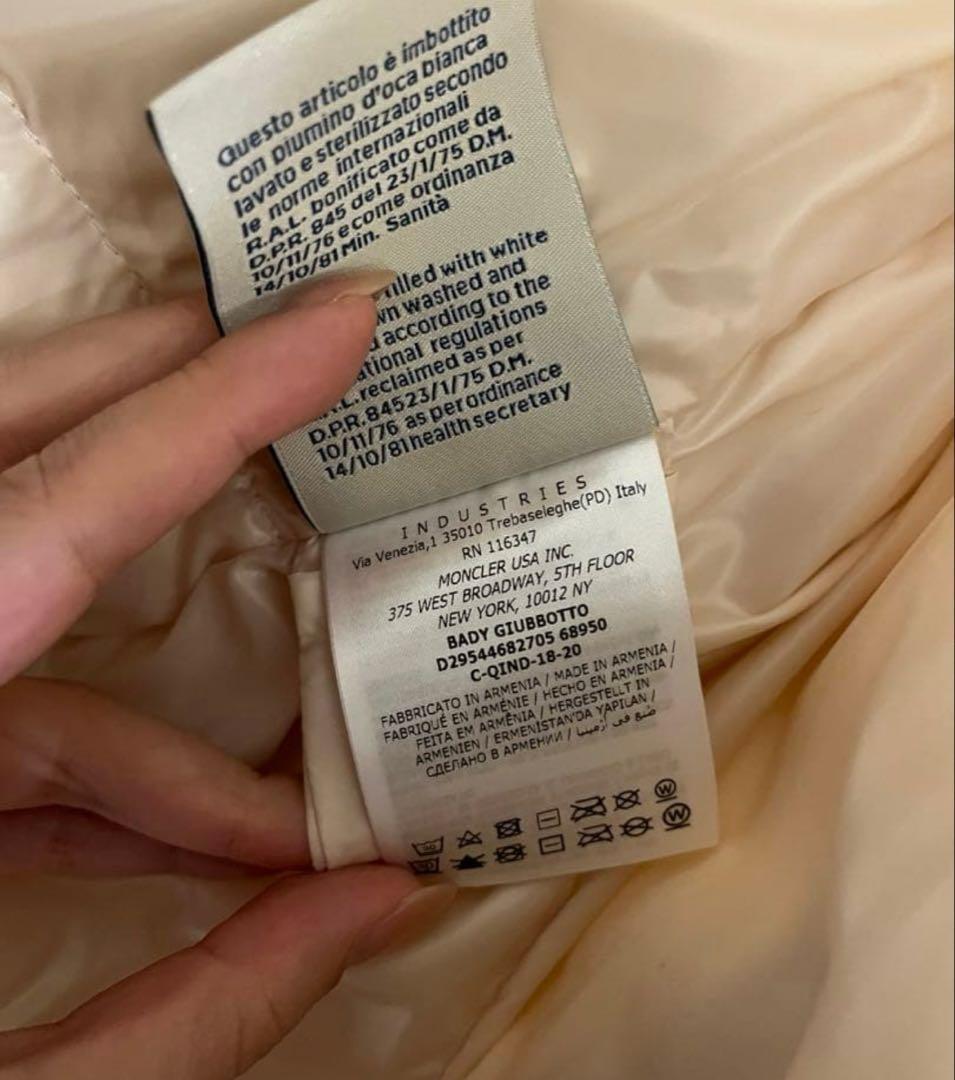 Questo articolo è imbottito
con piumino d'oca bianca
lavato e sterilizzato secondo
le norme internazionali
R.A.L. bonificato come da
D.P.R. 845 del 23/1/75 D.M.
10/11/76 e come ordinanza
14/10/81 Min. Sanità
filled with white
washed and
according to the
regulations
reclaimed as per
D.P.R. 84523/1/75 D.M.
10/11/76 as per ordinance
14/10/81 health secretary
INDUSTRIES
Via Venezia,1 35010 Trebaseleghe(PD) Italy
RN 116347
MONCLER USA INC.
375 WEST BROADWAY, 5TH FLOOR
NEW YORK, 10012 NY
BADY GIUBBOTTO
D29544682705 68950
C-QIND-18-20
FABBRICATO IN ARMENIA / MADE IN ARMENIA /
FABRIQUÉ EN ARMÉNIE / HECHO EN ARMENIA /
FEITA EM ARMÊNIA / HERGESTELLT IN
ARMENIEN / ERMENİSTAN'DA YAPILAN /
СДЕЛАНО В АРМЕНИИ / صنع في أرمينيا